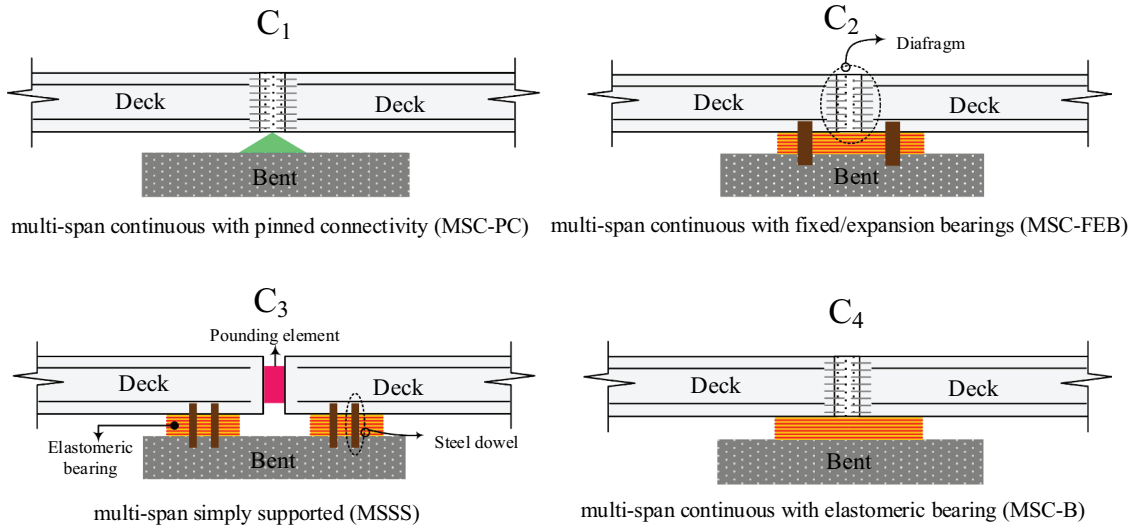 C1
Deck
Deck
Bent
multi-span continuous with pinned connectivity (MSC-PC)
C2
Diafragm
Deck
Deck
Bent
multi-span continuous with fixed/expansion bearings (MSC-FEB)
C3
Pounding element
Deck
Deck
Elastomeric
bearing
Steel dowel
Bent
multi-span simply supported (MSSS)
C4
Deck
Deck
Bent
multi-span continuous with elastomeric bearing (MSC-B)